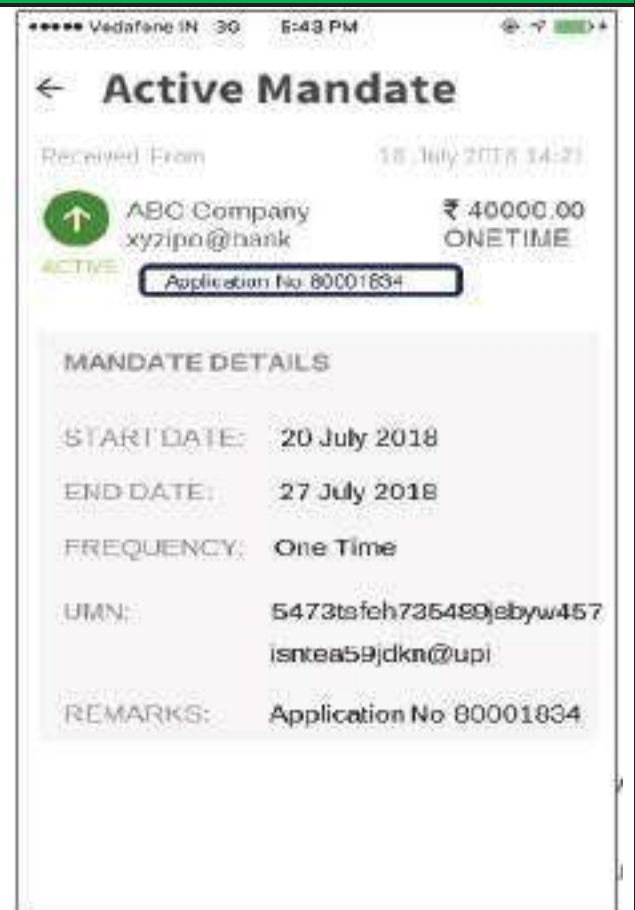 Vedafone IN 3G 5:43 PM
← Active Mandate
Received From 18 July 2018 14:21
ABC Company ₹ 40000.00
xyzipo@bank ONETIME
ACTIVE
Application No 80001834
MANDATE DETAILS
START DATE: 20 July 2018
END DATE: 27 July 2018
FREQUENCY: One Time
UMN:
isntea59jdkn@upi
REMARKS: Application No 80001834